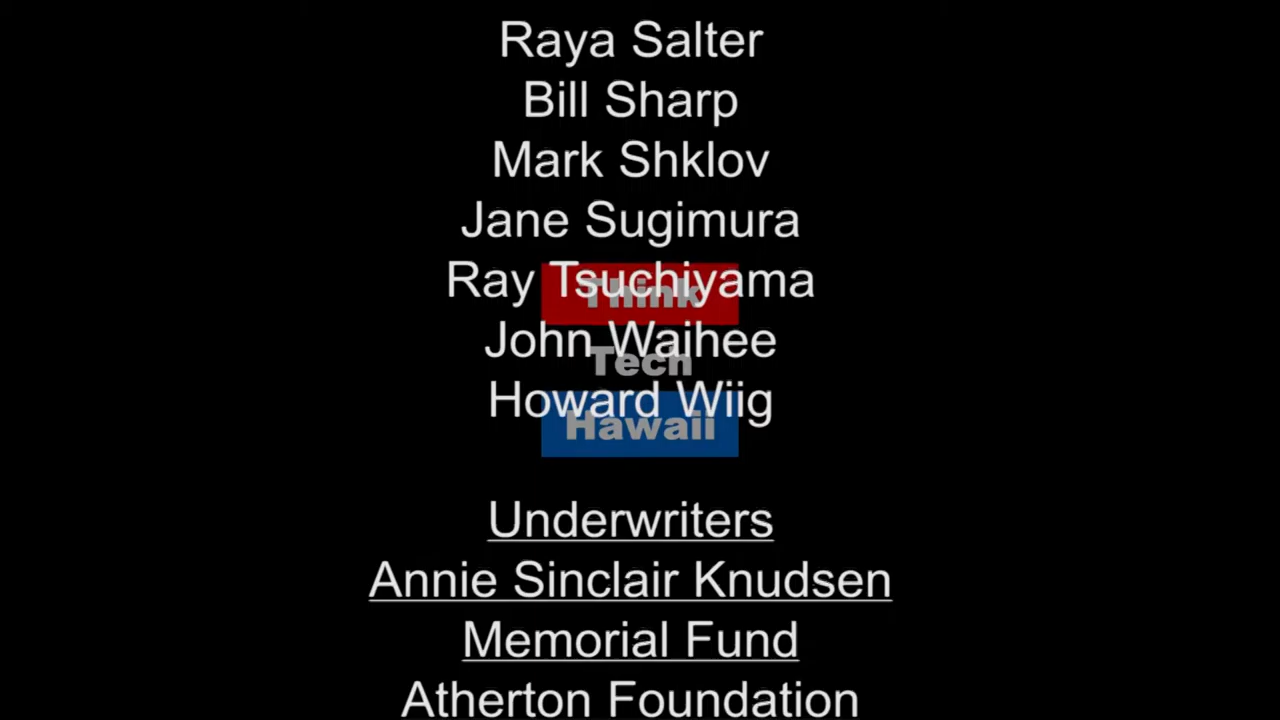 Raya Salter
Bill Sharp
Mark Shklov
Jane Sugimura
Ray Tsuchiyama
Think
John Waihee
Tech
Howard Wiig
Hawaii
Underwriters
Annie Sinclair Knudsen
Memorial Fund
Atherton Foundation